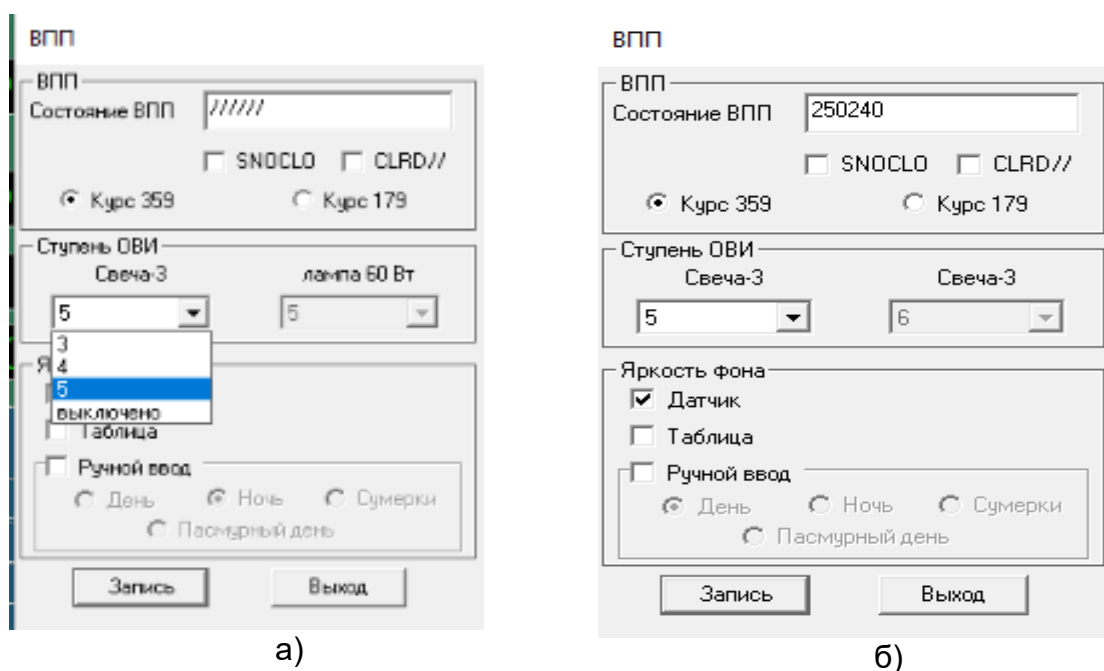 ВПП
ВПП
Состояние ВПП //////
SNOCLO CLRD//
Курс 359 Курс 179
Ступень ОВИ
Свеча-3 лампа 60 Вт
5 5
3
Я 4
5
выключено
Таблица
Ручной ввод
День Ночь Сумерки
Пасмурный день
Запись Выход
а)
ВПП
ВПП
Состояние ВПП 250240
SNOCLO CLRD//
Курс 359 Курс 179
Ступень ОВИ
Свеча-3 Свеча-3
5 6
Яркость фона
Датчик
Таблица
Ручной ввод
День Ночь Сумерки
Пасмурный день
Запись Выход
б)